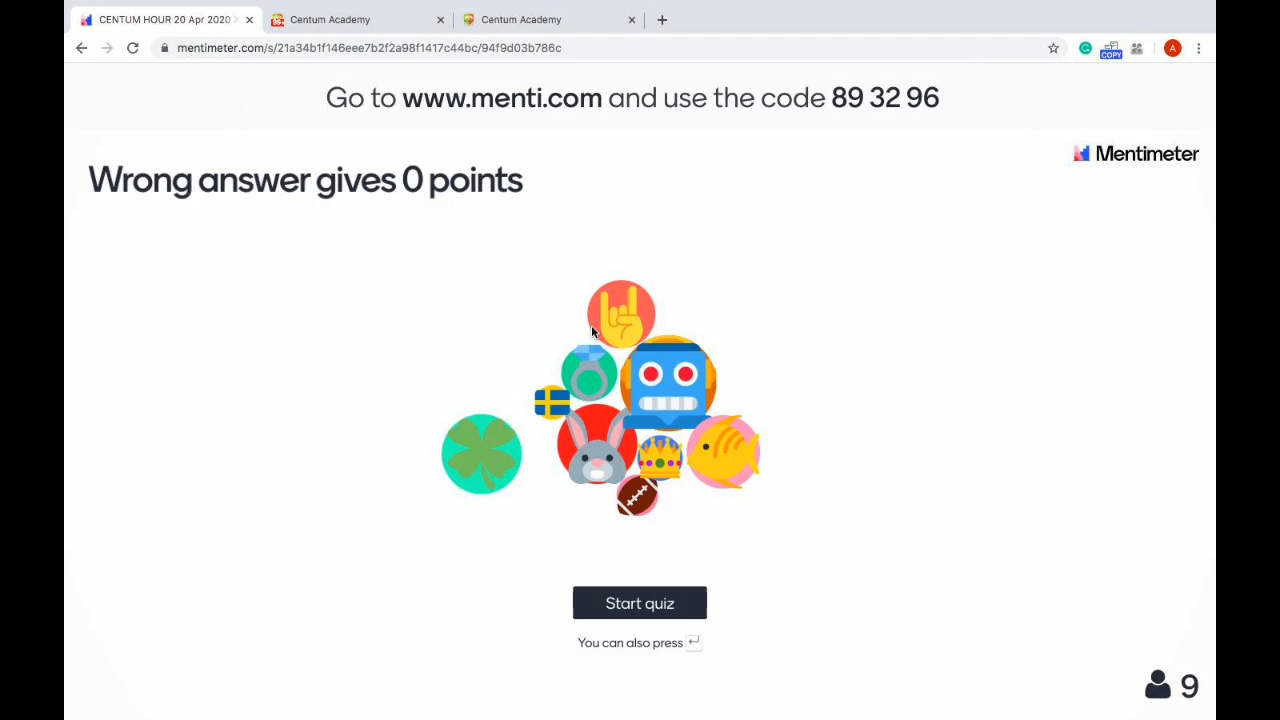 CENTUM HOUR 20 Apr 2020
Centum Academy
Centum Academy
mentimeter.com/s/21a34b1f146eee7b2f2a98f1417c44bc/94f9d03b786c
COPY
A
Go to www.menti.com and use the code 89 32 96
Mentimeter
Wrong answer gives 0 points
Start quiz
You can also press
9